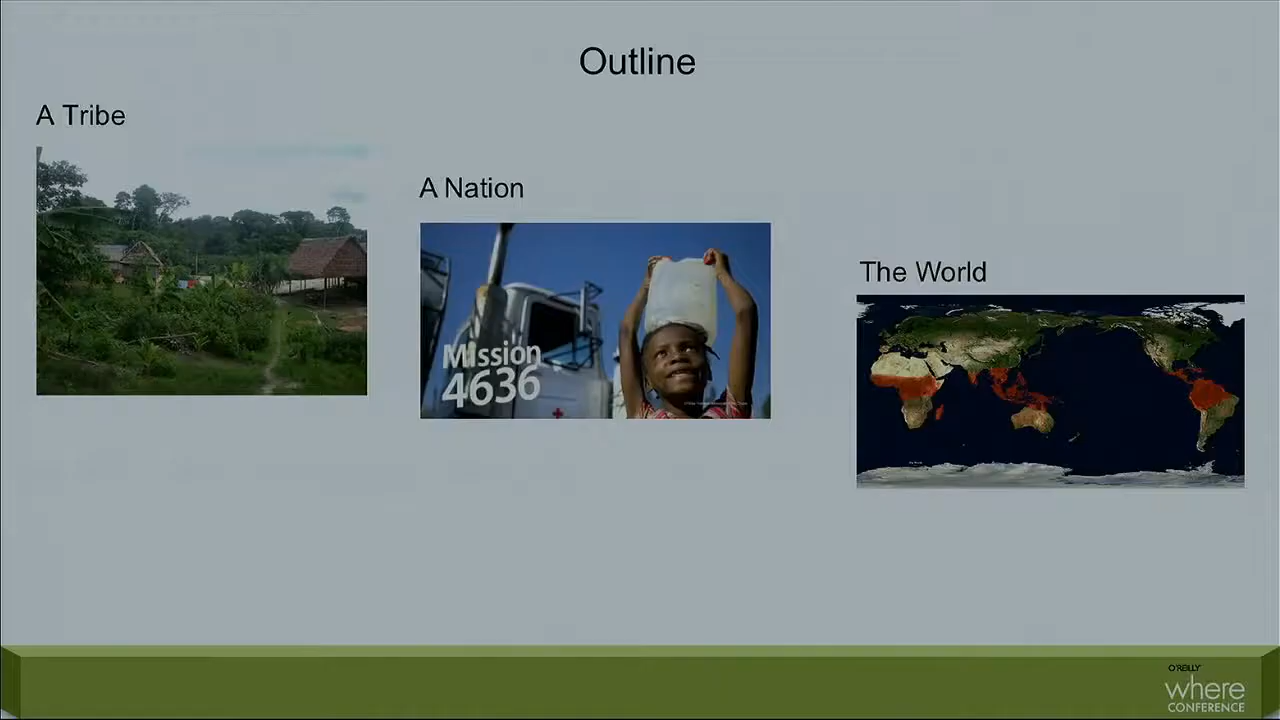 Outline
A Tribe
A Nation
Mission
4636
The World
O'REILLY
where
CONFERENCE